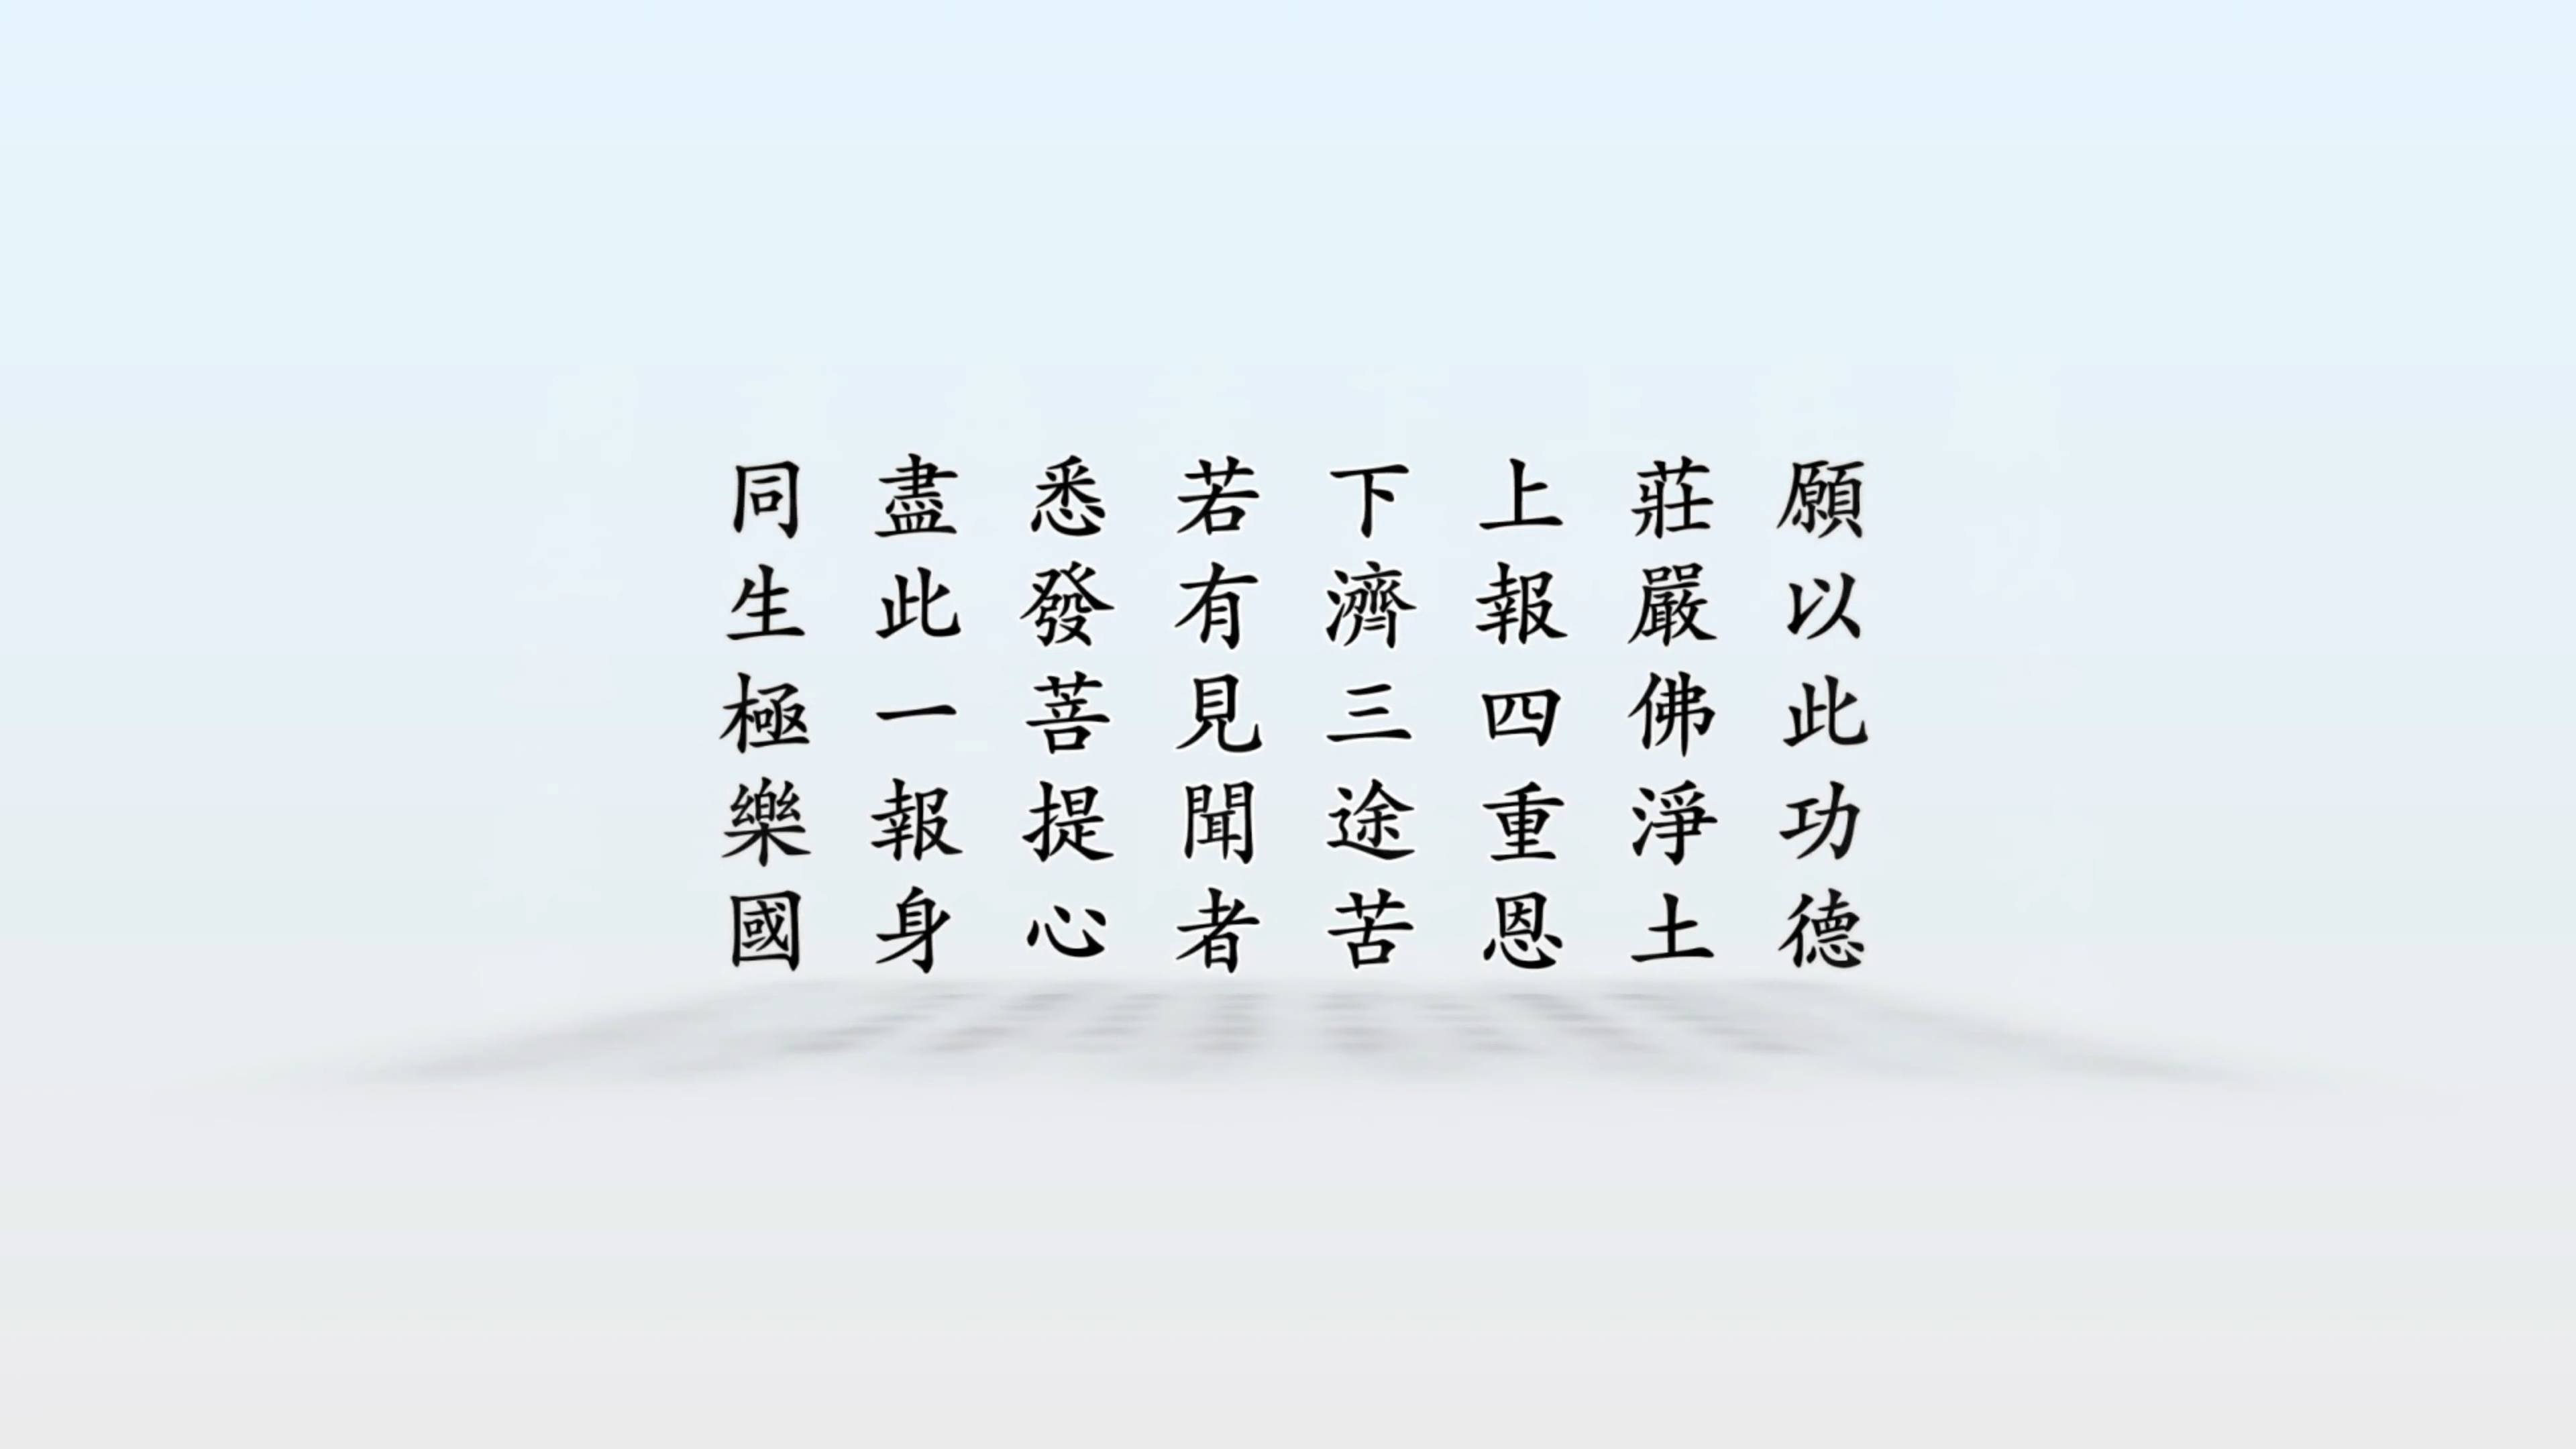 願以此功德
莊嚴佛淨土
上報四重恩
下濟三途苦
若有見聞者
悉發菩提心
盡此一報身
同生極樂國